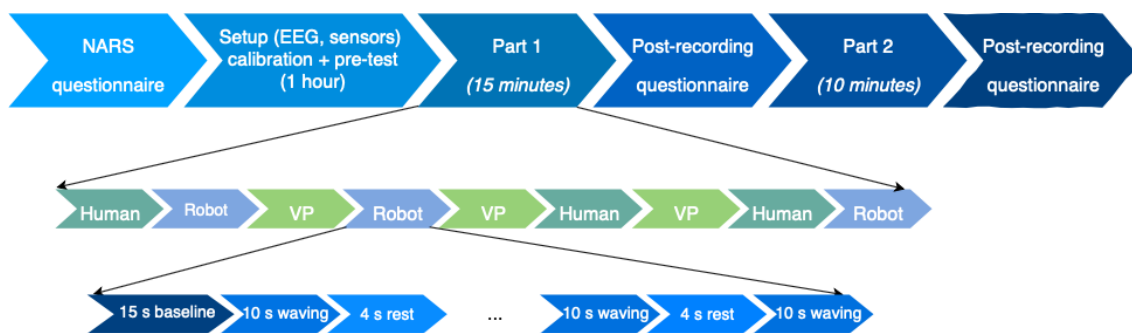 NARS
questionnaire
Setup (EEG, sensors)
calibration + pre-test
(1 hour)
Part 1
(15 minutes)
Post-recording
questionnaire
Part 2
(10 minutes)
Post-recording
questionnaire
Human
Robot
VP
Robot
VP
Human
VP
Human
Robot
15 s baseline
10 s waving
4 s rest
...
10 s waving
4 s rest
10 s waving